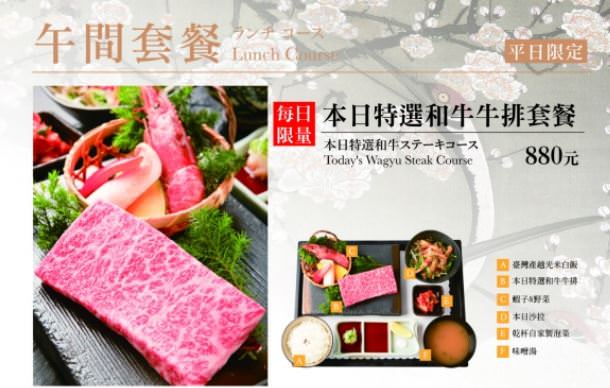 午間套餐
ランチ コース
Lunch Course
平日限定
每日
限量
本日特選和牛牛排套餐
本日特選和牛ステーキコース
Today's Wagyu Steak Course
880元
A 臺灣產越光米白飯
B 本日特選和牛牛排
C 蝦子&野菜
D 本日沙拉
E 乾杯自家製泡菜
F 味噌湯